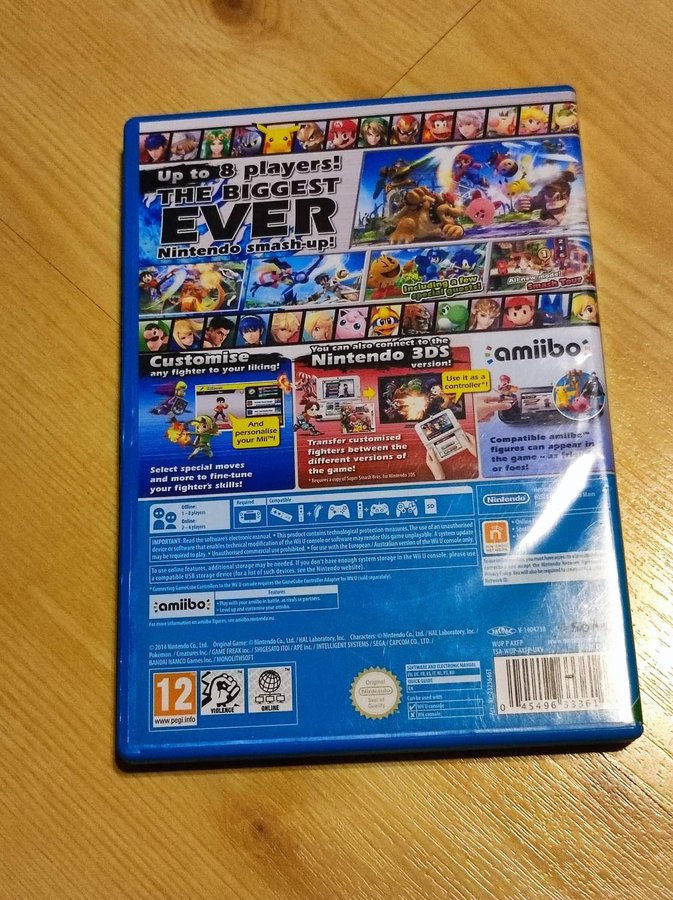 Up to 8 players!
THE BIGGEST
EVER
Nintendo smash-up!
Including a few
special guests!
All-new mode:
Smash Tour
Customise
any fighter to your liking!
And
personalise
your Mii™!
Select special moves
and more to fine-tune
your fighter's skills!
You can also connect to the
Nintendo 3DS
version!
Use it as a
controller*!
Transfer customised
fighters between the
different versions of
the game!
* Requires a copy of Super Smash Bros. for Nintendo 3DS
amiibo
Compatible amiibo™
figures can appear in
the game – as
or foes!
Offline:
1 – 8 players
Online:
2 – 4 players
Required
Compatible
SD
Nintendo
IMPORTANT: Read the software's electronic manual. • This product contains technological protection measures. The use of an unauthorised
device or software that enables technical modification of the Wii U console or software may render this game unplayable. A system update
may be required to play. • Unauthorised commercial use prohibited. • For use with the European / Australian version of the Wii U console only.
To use online features, additional storage may be needed. If you don't have enough system storage in the Wii U console, please use
a compatible USB storage device (for a list of such devices, see the Nintendo website).
* Connecting GameCube Controllers to the Wii U console requires the GameCube Controller Adapter for Wii U (sold separately).
amiibo
Features
• Play with your amiibo in battle, as rivals or partners.
• Level up and customise your amiibo.
For more information on amiibo figures, see amiibo.nintendo.eu.
© 2014 Nintendo Co., Ltd. Original Game: © Nintendo Co., Ltd. / HAL Laboratory, Inc. Characters: © Nintendo Co., Ltd. / HAL Laboratory, Inc. /
Pokémon. / Creatures Inc. / GAME FREAK inc. / SHIGESATO ITOI / APE inc. / INTELLIGENT SYSTEMS / SEGA / CAPCOM CO., LTD. /
BANDAI NAMCO Games Inc. / MONOLITHSOFT
12
www.pegi.info
VIOLENCE
ONLINE
Original
Nintendo
Seal of
Quality
SOFTWARE AND ELECTRONIC MANUAL
QUICK GUIDE
EN
Can be used with
Wii U console
Wii console
WUP P AXFP
0 45496 33361